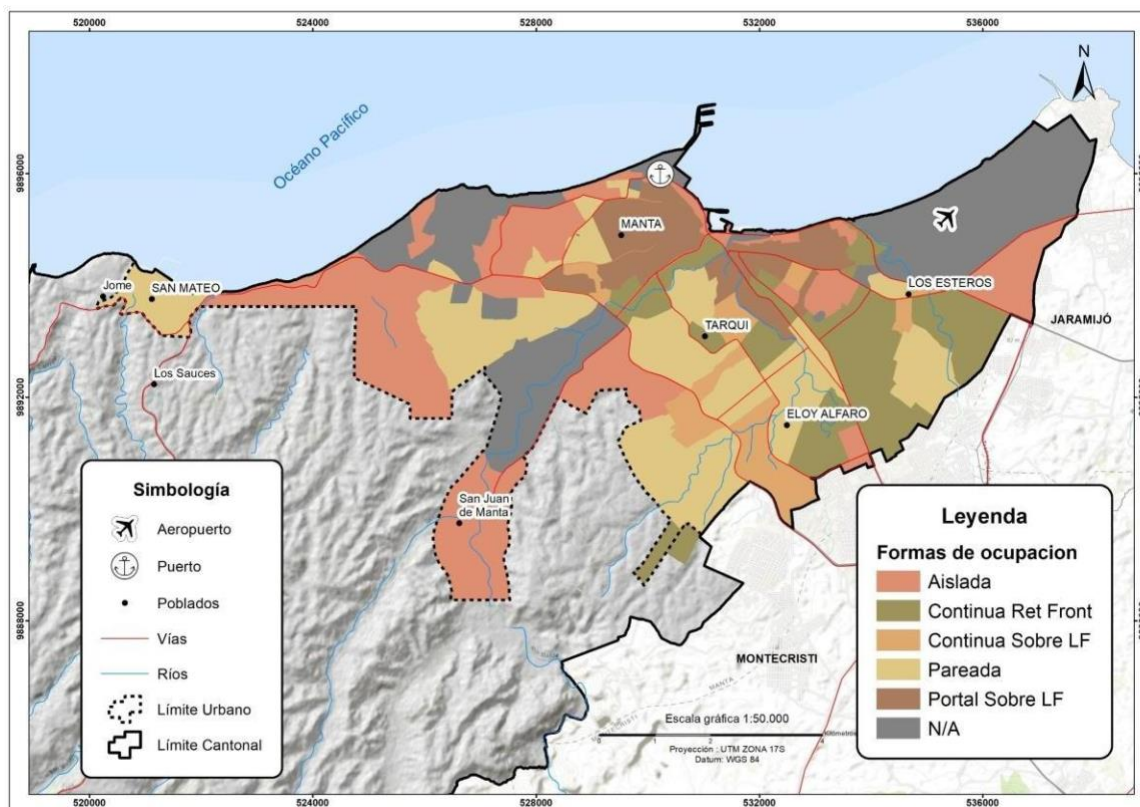 520000
524000
528000
532000
536000
N
Océano Pacífico
9896000
MANTA
LOS ESTEROS
Jome
SAN MATEO
TARQUI
JARAMIJÓ
Los Sauces
9892000
ELOY ALFARO
San Juan
de Manta
MONTECRISTI
9888000
Simbología
Aeropuerto
Puerto
Poblados
Vías
Ríos
Límite Urbano
Límite Cantonal
Leyenda
Formas de ocupacion
Aislada
Continua Ret Front
Continua Sobre LF
Pareada
Portal Sobre LF
N/A
Escala gráfica 1:50.000
0
2
4
Proyección : UTM ZONA 17S
Datum: WGS 84
520000
524000
528000
532000
536000